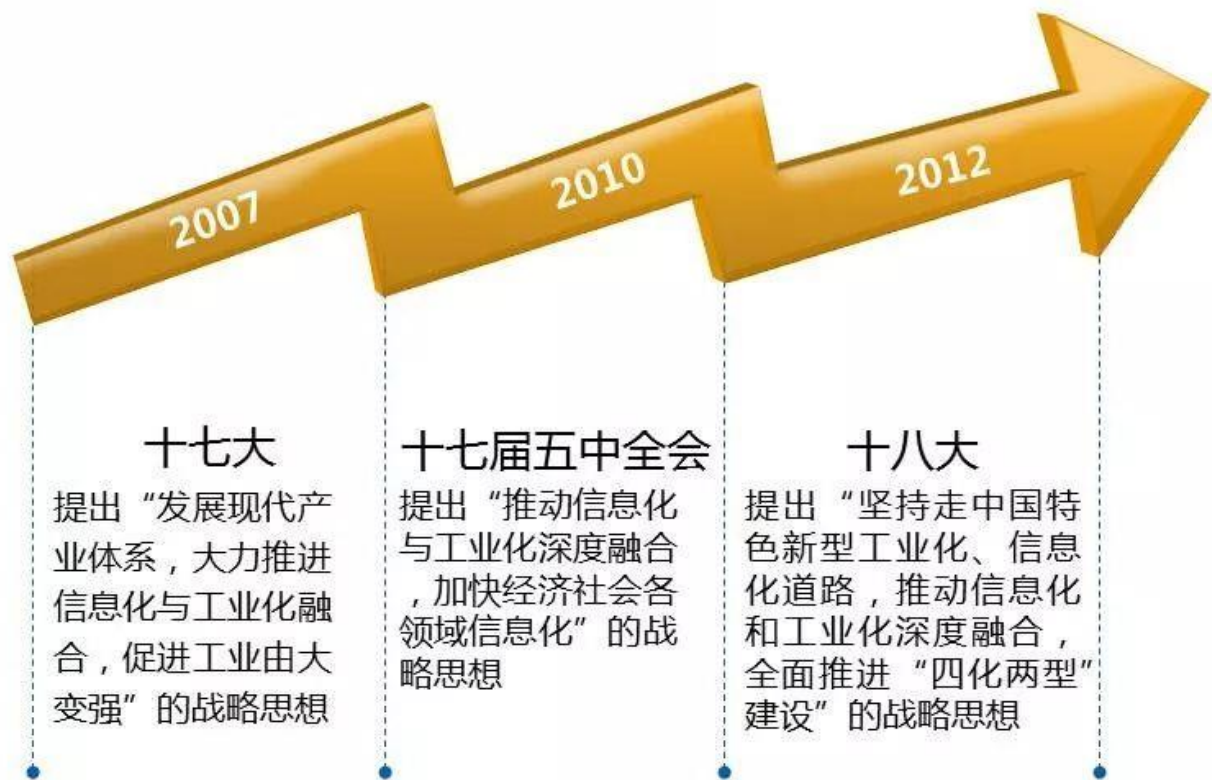 2007
2010
2012
十七大
提出“发展现代产
业体系，大力推进
信息化与工业化融
合，促进工业由大
变强”的战略思想
十七届五中全会
提出“推动信息化
与工业化深度融合
，加快经济社会各
领域信息化”的战
略思想
十八大
提出“坚持走中国特
色新型工业化、信息
化道路，推动信息化
和工业化深度融合，
全面推进“四化两型”
建设”的战略思想